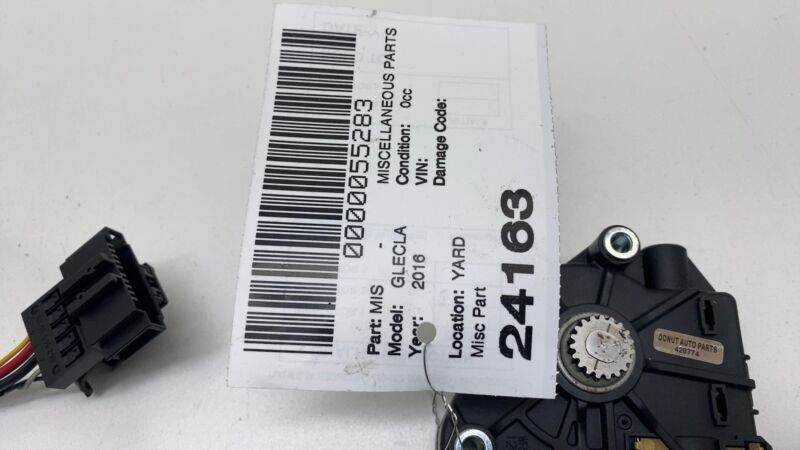 0000055283
Part: MIS - MISCELLANEOUS PARTS
Model: GLECLA Condition: 0cc
Year: 2016 VIN:
Damage Code:
Location: YARD
Misc Part
24163
DONUT AUTO PARTS
429774